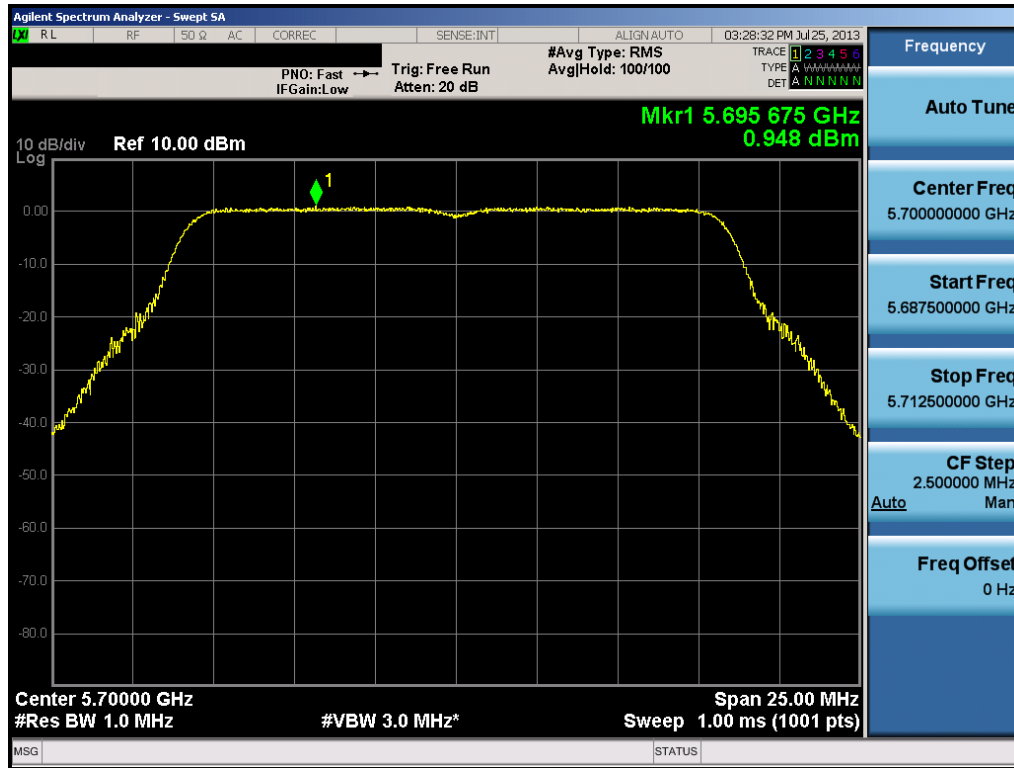 Agilent Spectrum Analyzer - Swept SA
LXI RL RF 50 Ω AC CORREC SENSE:INT ALIGNAUTO 03:28:32 PM Jul 25, 2013
Frequency
PNO: Fast
IFGain:Low
Trig: Free Run
Atten: 20 dB
#Avg Type: RMS
Avg|Hold: 100/100
TRACE 1 2 3 4 5 6
TYPE A WWWWW
DET A N N N N N
Auto Tune
Mkr1 5.695 675 GHz
0.948 dBm
10 dB/div Ref 10.00 dBm
Log
1
0.00
-10.0
-20.0
-30.0
-40.0
-50.0
-60.0
-70.0
-80.0
Center Freq
5.700000000 GHz
Start Freq
5.687500000 GHz
Stop Freq
5.712500000 GHz
CF Step
2.500000 MHz
Auto Man
Freq Offset
0 Hz
Center 5.70000 GHz Span 25.00 MHz
#Res BW 1.0 MHz #VBW 3.0 MHz* Sweep 1.00 ms (1001 pts)
MSG STATUS